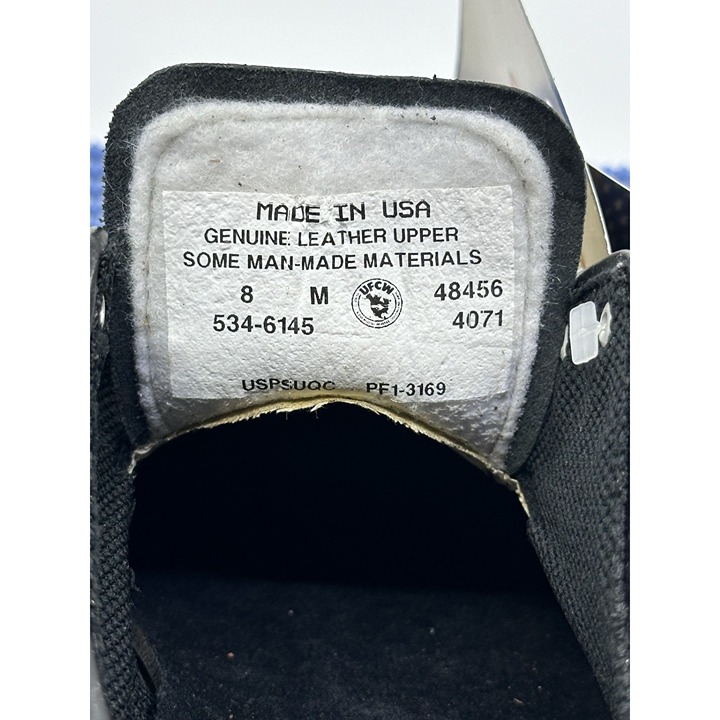 MADE IN USA
GENUINE LEATHER UPPER
SOME MAN-MADE MATERIALS
8 M UFCW 48456
534-6145 4071
USPSUQC PF1-3169